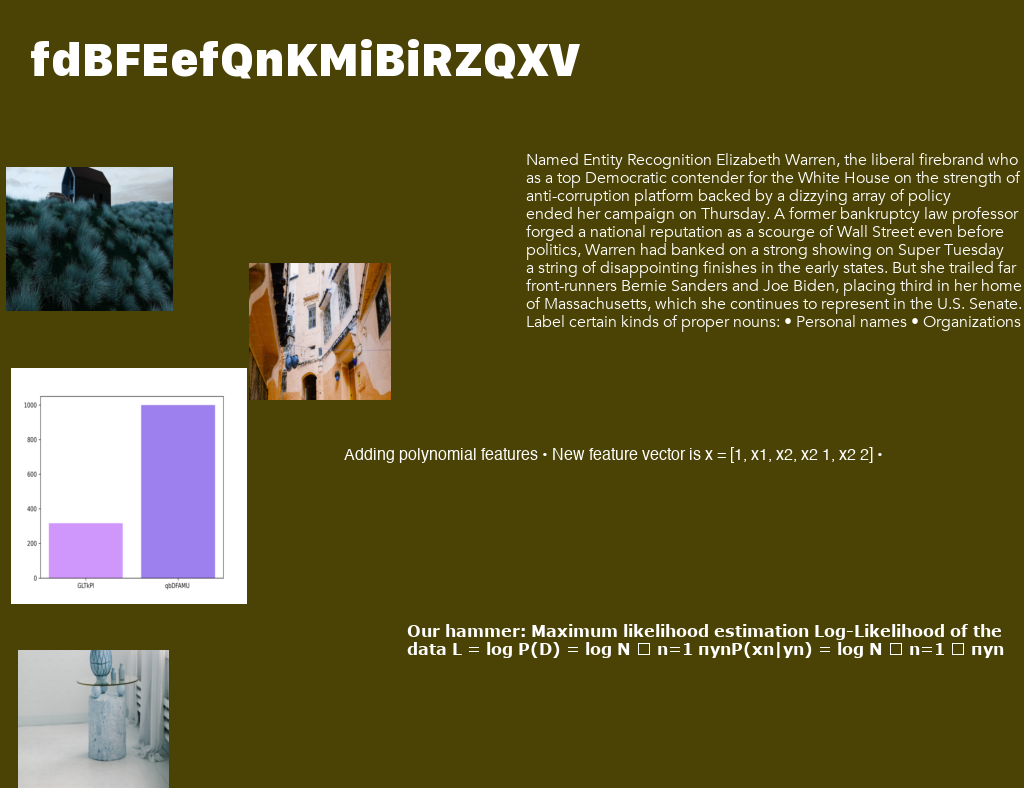 fdBFEefQnKMiBiRZQXV
Named Entity Recognition Elizabeth Warren, the liberal firebrand who
as a top Democratic contender for the White House on the strength of
anti-corruption platform backed by a dizzying array of policy
ended her campaign on Thursday. A former bankruptcy law professor
forged a national reputation as a scourge of Wall Street even before
politics, Warren had banked on a strong showing on Super Tuesday
a string of disappointing finishes in the early states. But she trailed far
front-runners Bernie Sanders and Joe Biden, placing third in her home
of Massachusetts, which she continues to represent in the U.S. Senate.
Label certain kinds of proper nouns: • Personal names • Organizations
1000
800
600
400
200
0
GLTkPl
qbDFAMU
Adding polynomial features • New feature vector is x = [1, x1, x2, x2 1, x2 2] •
Our hammer: Maximum likelihood estimation Log-Likelihood of the
data L = log P(D) = log N □ n=1 πynP(xn|yn) = log N □ n=1 □ πyn